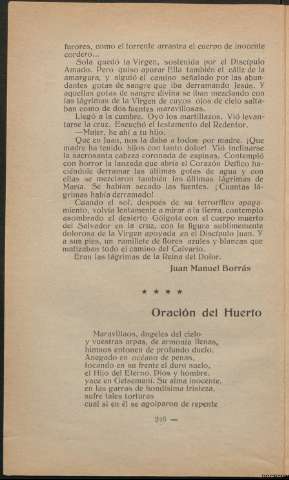 furores, como el torrente arrastra el cuerpo de inocente
cordero...
Sola quedó la Virgen, sostenida por el Discípulo
Amado. Pero quiso apurar Ella también el cáliz de la
amargura, y siguió el camino señalado por las abun-
dantes gotas de sangre que iba derramando Jesús. Y
aquellas gotas de sangre divina se iban mezclando con
las lágrimas de la Virgen de cuyos ojos de cielo salta-
ban como de dos fuentes maravillosas.
Llegó a la cumbre. Oyó los martillazos. Vió levan-
tarse la cruz. Escuchó el testamento del Redentor.
—Mujer, he ahí a tu hijo.
Que en Juan, nos la daba a todos por madre. ¡Qué
madre ha tenido hijos con tanto dolor! Vió inclinarse
la sacrosanta cabeza coronada de espinas. Contempló
con horror la lanzada que abría el Corazón Deífico ha-
ciéndole derramar las últimas gotas de agua y con
ellas se mezclaron también las últimas lágrimas de
María. Se habían secado las fuentes. ¡Cuántas lá-
grimas había derramado!
Cuando el sol, después de su terrorífico apaga-
miento, volvía lentamente a mirar a la tierra, contempló
asombrado el desierto Gólgota con el cuerpo muerto
del Salvador en la cruz, con la figura sublimemente
dolorosa de la Virgen apoyada en el Discípulo Juan. Y
a sus pies, un ramillete de flores azules y blancas que
matizaban todo el camino del Calvario.
Eran las lágrimas de la Reina del Dolor.
Juan Manuel Borrás
* * * *
Oración del Huerto
Maravillaos, ángeles del cielo
y vuestras arpas, de armonía llenas,
himnos entonen de profundo duelo.
Anegado en océano de penas,
tocando en su frente el duro suelo,
el Hijo del Eterno, Dios y hombre,
yace en Getsemaní. Su alma inocente,
en las garras de hondísima tristeza,
sufre tales torturas
cual si en él se agolparon de repente